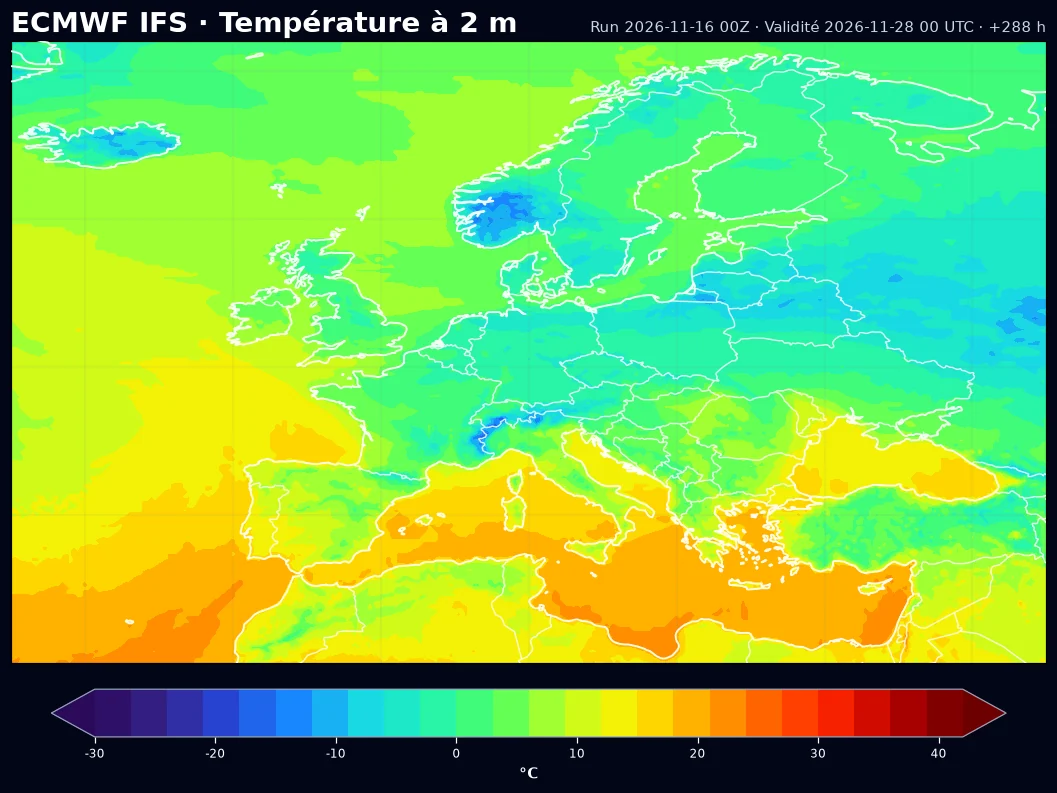 ECMWF IFS · Température à 2 m
Run 2026-11-16 00Z · Validité 2026-11-28 00 UTC · +288 h
-30 -20 -10 0 10 20 30 40
°C